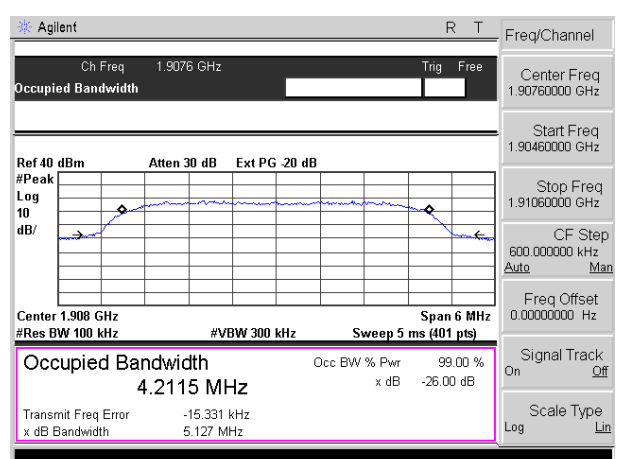 Agilent R T
Freq/Channel
Ch Freq 1.9076 GHz Trig Free
Occupied Bandwidth
Center Freq
1.90760000 GHz
Start Freq
1.90460000 GHz
Ref 40 dBm Atten 30 dB Ext PG -20 dB
#Peak
Log
10
dB/
Stop Freq
1.91060000 GHz
CF Step
600.000000 kHz
Auto Man
Freq Offset
0.00000000 Hz
Center 1.908 GHz Span 6 MHz
#Res BW 100 kHz #VBW 300 kHz Sweep 5 ms (401 pts)
Occupied Bandwidth
4.2115 MHz
Occ BW % Pwr 99.00 %
x dB -26.00 dB
Transmit Freq Error -15.331 kHz
x dB Bandwidth 5.127 MHz
Signal Track
On Off
Scale Type
Log Lin